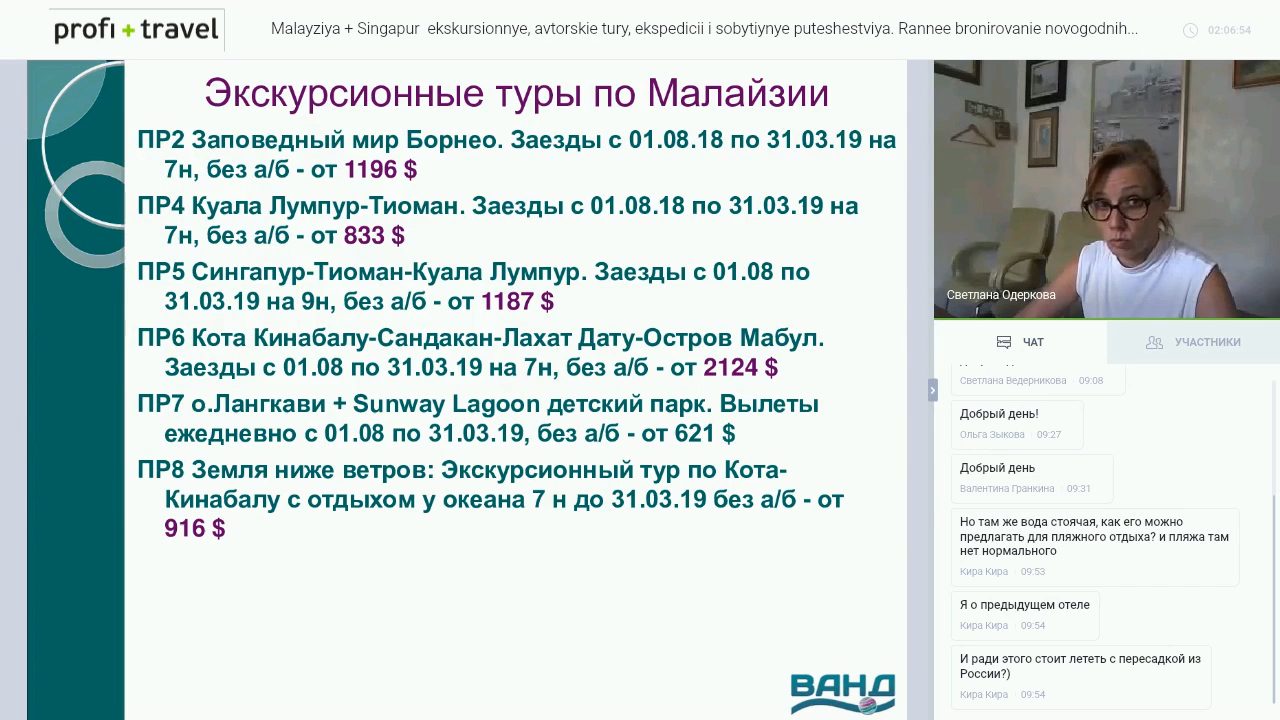 profi + travel
Malayziya + Singapur ekskursionnye, avtorskie tury, ekspedicii i sobytiynye puteshestviya. Rannee bronirovanie novogodnih...
02:06:54
Экскурсионные туры по Малайзии
ПР2 Заповедный мир Борнео. Заезды с 01.08.18 по 31.03.19 на
7н, без а/б - от 1196 $
ПР4 Куала Лумпур-Тиоман. Заезды с 01.08.18 по 31.03.19 на
7н, без а/б - от 833 $
ПР5 Сингапур-Тиоман-Куала Лумпур. Заезды с 01.08 по
31.03.19 на 9н, без а/б - от 1187 $
ПР6 Кота Кинабалу-Сандакан-Лахат Дату-Остров Мабул.
Заезды с 01.08 по 31.03.19 на 7н, без а/б - от 2124 $
ПР7 о.Лангкави + Sunway Lagoon детский парк. Вылеты
ежедневно с 01.08 по 31.03.19, без а/б - от 621 $
ПР8 Земля ниже ветров: Экскурсионный тур по Кота-
Кинабалу с отдыхом у океана 7 н до 31.03.19 без а/б - от
916 $
ВАНД
Светлана Одеркова
ЧАТ
УЧАСТНИКИ
Светлана Ведерникова 09:08
Добрый день!
Ольга Зыкова 09:27
Добрый день
Валентина Гранкина 09:31
Но там же вода стоячая, как его можно
предлагать для пляжного отдыха? и пляжа там
нет нормального
Кира Кира 09:53
Я о предыдущем отеле
Кира Кира 09:54
И ради этого стоит лететь с пересадкой из
России?)
Кира Кира 09:54